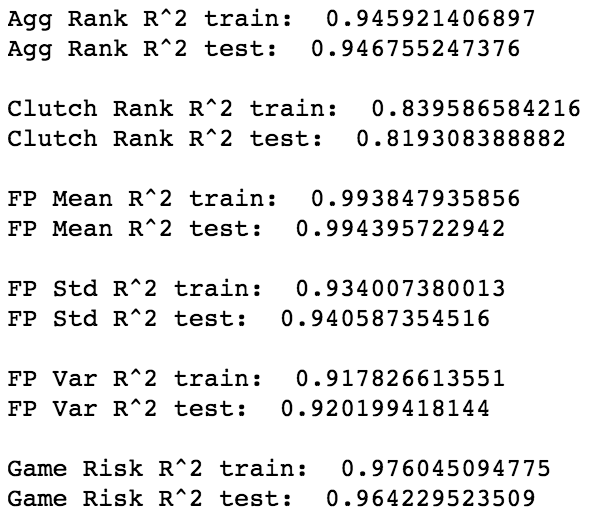 Agg Rank R^2 train:  0.945921406897
Agg Rank R^2 test:  0.946755247376
Clutch Rank R^2 train:  0.839586584216
Clutch Rank R^2 test:  0.819308388882
FP Mean R^2 train:  0.993847935856
FP Mean R^2 test:  0.994395722942
FP Std R^2 train:  0.934007380013
FP Std R^2 test:  0.940587354516
FP Var R^2 train:  0.917826613551
FP Var R^2 test:  0.920199418144
Game Risk R^2 train:  0.976045094775
Game Risk R^2 test:  0.964229523509